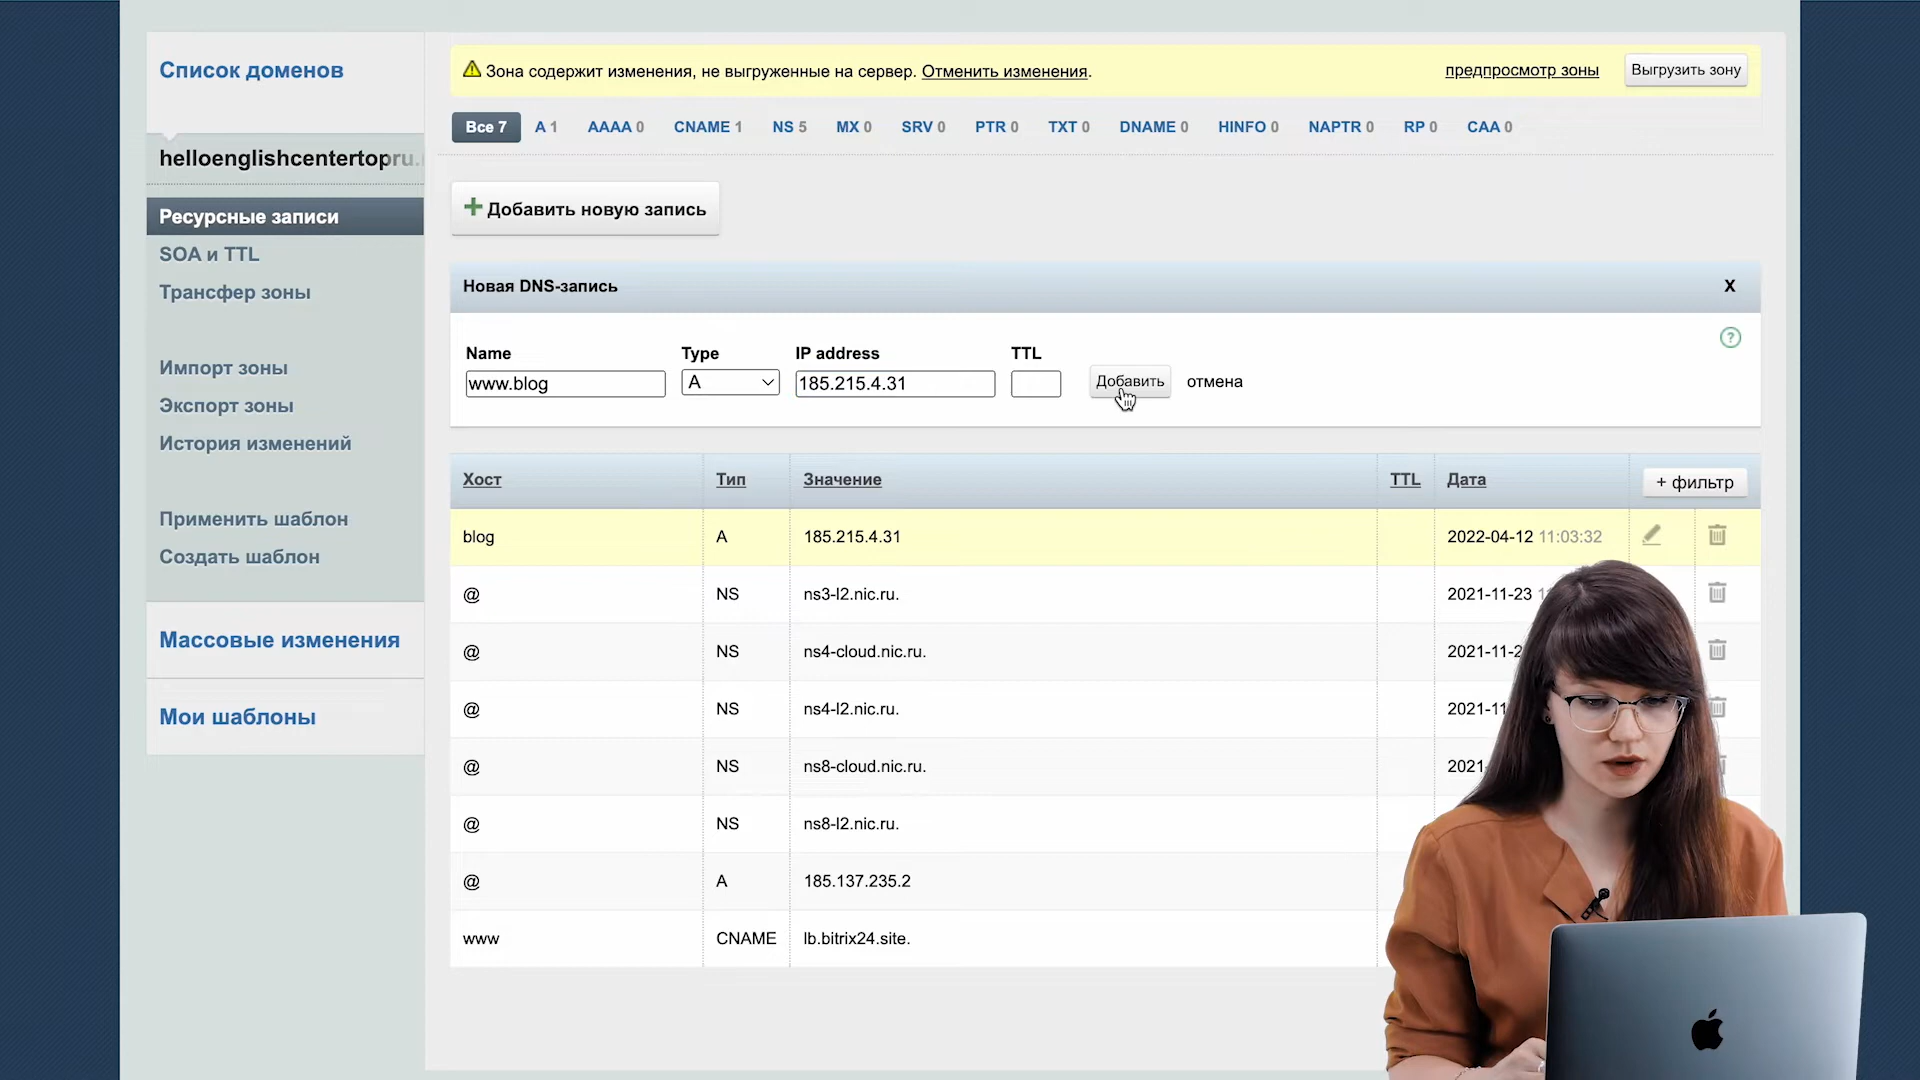 Список доменов
helloenglishcentertopru.
Ресурсные записи
SOA и TTL
Трансфер зоны
Импорт зоны
Экспорт зоны
История изменений
Применить шаблон
Создать шаблон
Массовые изменения
Мои шаблоны
Зона содержит изменения, не выгруженные на сервер. Отменить изменения. предпросмотр зоны Выгрузить зону
Все 7 A 1 AAAA 0 CNAME 1 NS 5 MX 0 SRV 0 PTR 0 TXT 0 DNAME 0 HINFO 0 NAPTR 0 RP 0 CAA 0
+ Добавить новую запись
Новая DNS-запись X
?
Name Type IP address TTL
www.blog A 185.215.4.31 Добавить отмена
Хост Тип Значение TTL Дата + фильтр
blog A 185.215.4.31 2022-04-12 11:03:32
@ NS ns3-l2.nic.ru. 2021-11-23
@ NS ns4-cloud.nic.ru. 2021-11-2
@ NS ns4-l2.nic.ru. 2021-11
@ NS ns8-cloud.nic.ru. 2021-
@ NS ns8-l2.nic.ru.
@ A 185.137.235.2
www CNAME lb.bitrix24.site.